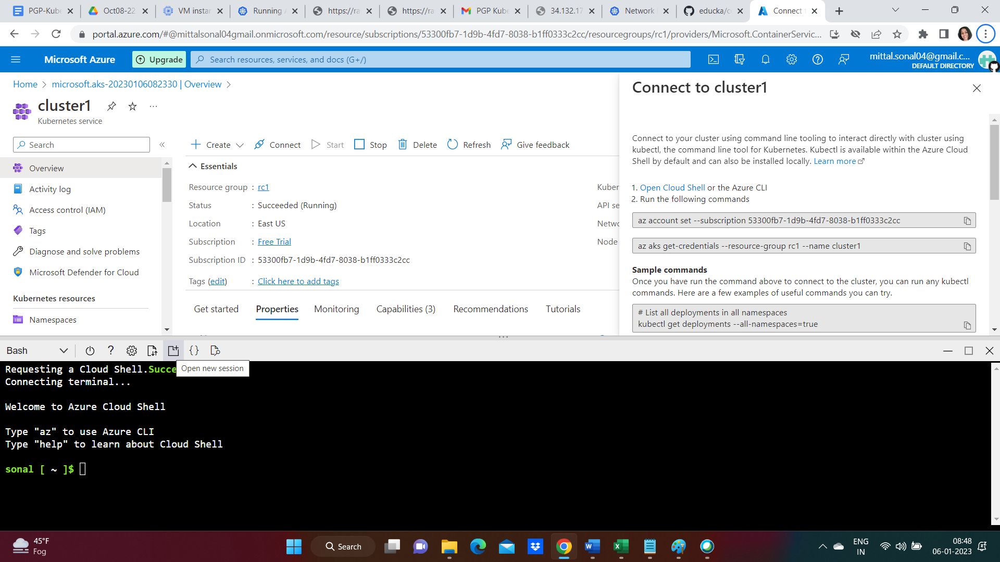 PGP-Kube
Oct08-22
VM instan
Running
https://ra
https://ra
PGP Kube
34.132.17
Network
educka/c
Connect
portal.azure.com/#@mittalsonal04gmail.onmicrosoft.com/resource/subscriptions/53300fb7-1d9b-4fd7-8038-b1ff0333c2cc/resourcegroups/rc1/providers/Microsoft.ContainerServic...
Microsoft Azure
Upgrade
Search resources, services, and docs (G+/)
mittal.sonal04@gmail.c...
DEFAULT DIRECTORY
Home > microsoft.aks-20230106082330 | Overview >
cluster1
Kubernetes service
Search
Overview
Activity log
Access control (IAM)
Tags
Diagnose and solve problems
Microsoft Defender for Cloud
Kubernetes resources
Namespaces
Create
Connect
Start
Stop
Delete
Refresh
Give feedback
Essentials
Resource group : rc1
Status : Succeeded (Running)
Location : East US
Subscription : Free Trial
Subscription ID : 53300fb7-1d9b-4fd7-8038-b1ff0333c2cc
Tags (edit) : Click here to add tags
Kuber
API se
Netwo
Node
Get started
Properties
Monitoring
Capabilities (3)
Recommendations
Tutorials
Connect to cluster1
Connect to your cluster using command line tooling to interact directly with cluster using
kubectl, the command line tool for Kubernetes. Kubectl is available within the Azure Cloud
Shell by default and can also be installed locally. Learn more
1. Open Cloud Shell or the Azure CLI
2. Run the following commands
az account set --subscription 53300fb7-1d9b-4fd7-8038-b1ff0333c2cc
az aks get-credentials --resource-group rc1 --name cluster1
Sample commands
Once you have run the command above to connect to the cluster, you can run any kubectl
commands. Here are a few examples of useful commands you can try.
# List all deployments in all namespaces
kubectl get deployments --all-namespaces=true
Bash
Open new session
Requesting a Cloud Shell.Succe
Connecting terminal...
Welcome to Azure Cloud Shell
Type "az" to use Azure CLI
Type "help" to learn about Cloud Shell
sonal [ ~ ]$
45°F
Fog
Search
ENG
IN
08:48
06-01-2023